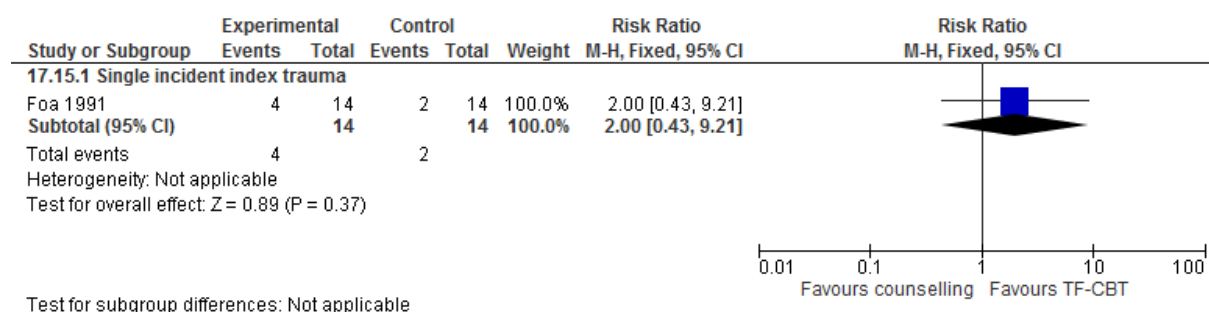 Experimental Control Risk Ratio Risk Ratio
Study or Subgroup Events Total Events Total Weight M-H, Fixed, 95% CI M-H, Fixed, 95% CI
17.15.1 Single incident index trauma
Foa 1991 4 14 2 14 100.0% 2.00 [0.43, 9.21]
Subtotal (95% CI) 14 14 100.0% 2.00 [0.43, 9.21]
Total events 4 2
Heterogeneity: Not applicable
Test for overall effect: Z = 0.89 (P = 0.37)
0.01 0.1 1 10 100
Favours counselling Favours TF-CBT
Test for subgroup differences: Not applicable